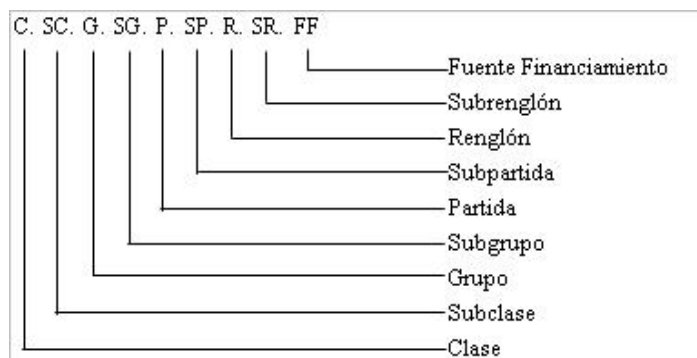 C. SC. G. SG. P. SP. R. SR. FF
Fuente Financiamiento
Subrenglón
Renglón
Subpartida
Partida
Subgrupo
Grupo
Subclase
Clase